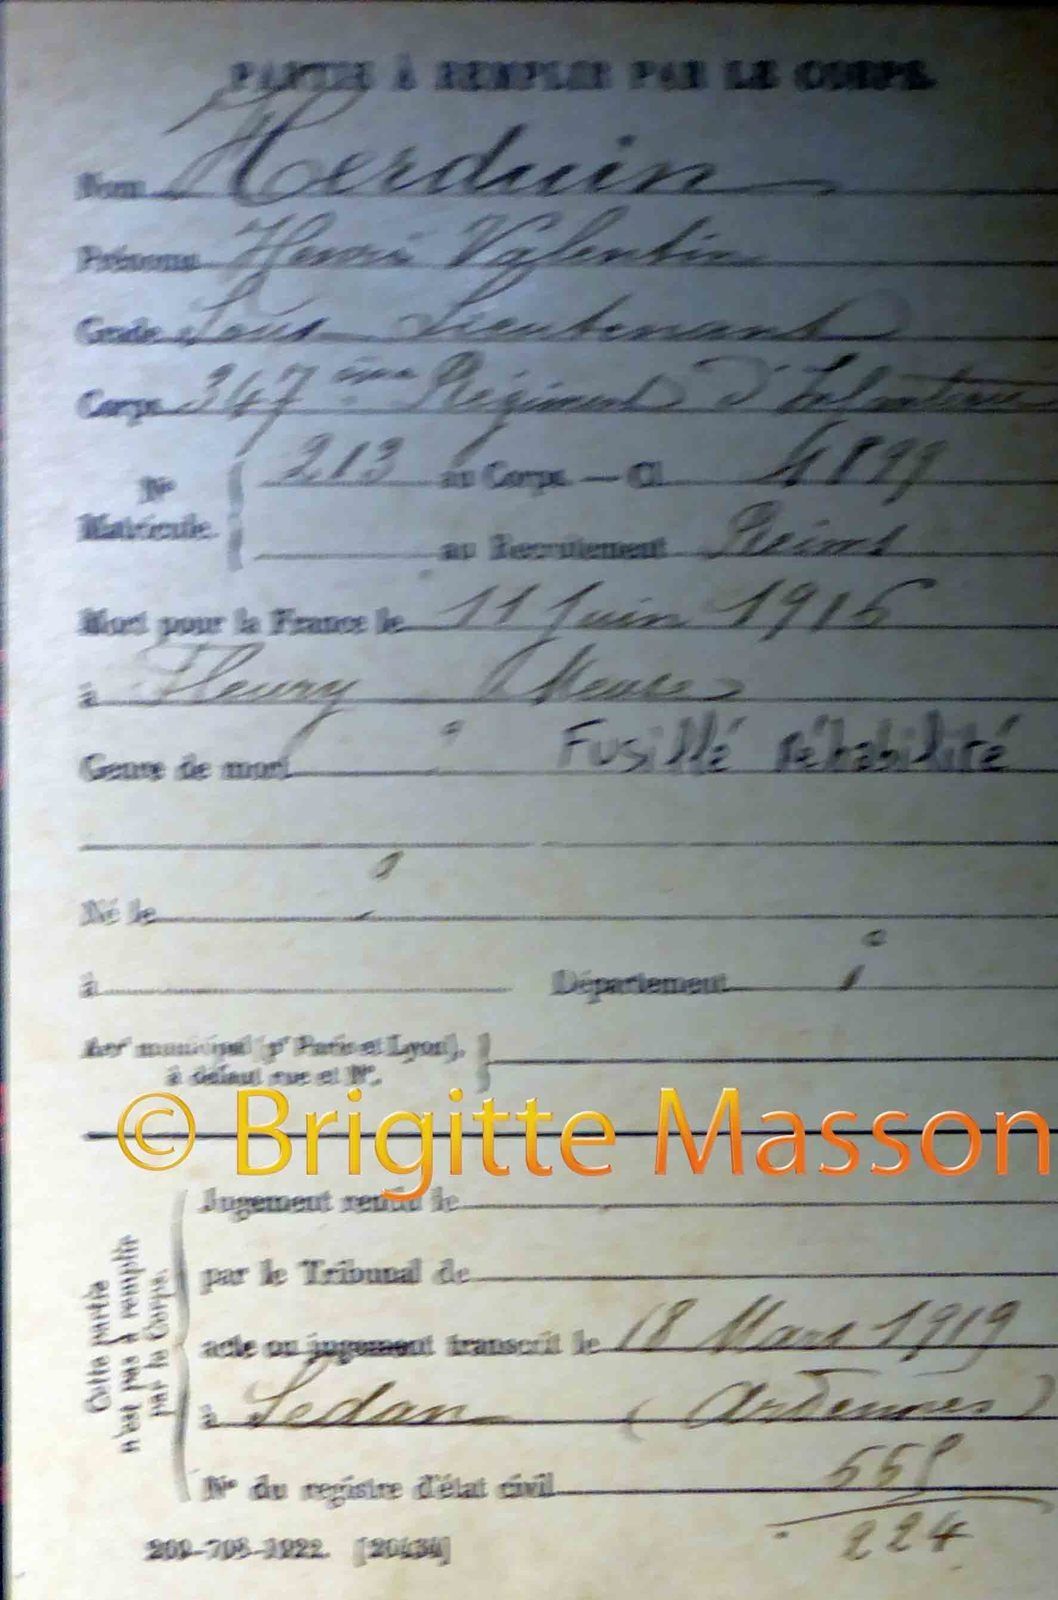 PARTIE À REMPLIR PAR LE CORPS.
Nom Herduin
Prénoms Henri Valentin
Grade Sous Lieutenant
Corps 347ème Régiment d'Infanterie
N° Matricule. 213 au Corps. — Cl. 1899
au Recrutement Reims
Mort pour la France le 11 Juin 1916
à Fleury (Meuse)
Genre de mort Fusillé réhabilité
Né le
à Département
Arr^t municipal (p^r Paris et Lyon), à défaut rue et N°.
© Brigitte Masson
Cette partie n'est pas à remplir par le Corps.
Jugement rendu le
par le Tribunal de
acte ou jugement transcrit le 18 Mars 1919
à Sedan (Ardennes)
N° du registre d'état civil
224
209-708-1922. [20434]